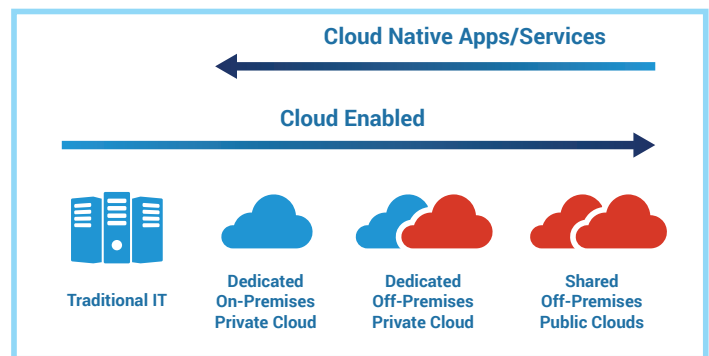 Cloud Native Apps/Services
Cloud Enabled
Traditional IT
Dedicated
On-Premises
Private Cloud
Dedicated
Off-Premises
Private Cloud
Shared
Off-Premises
Public Clouds